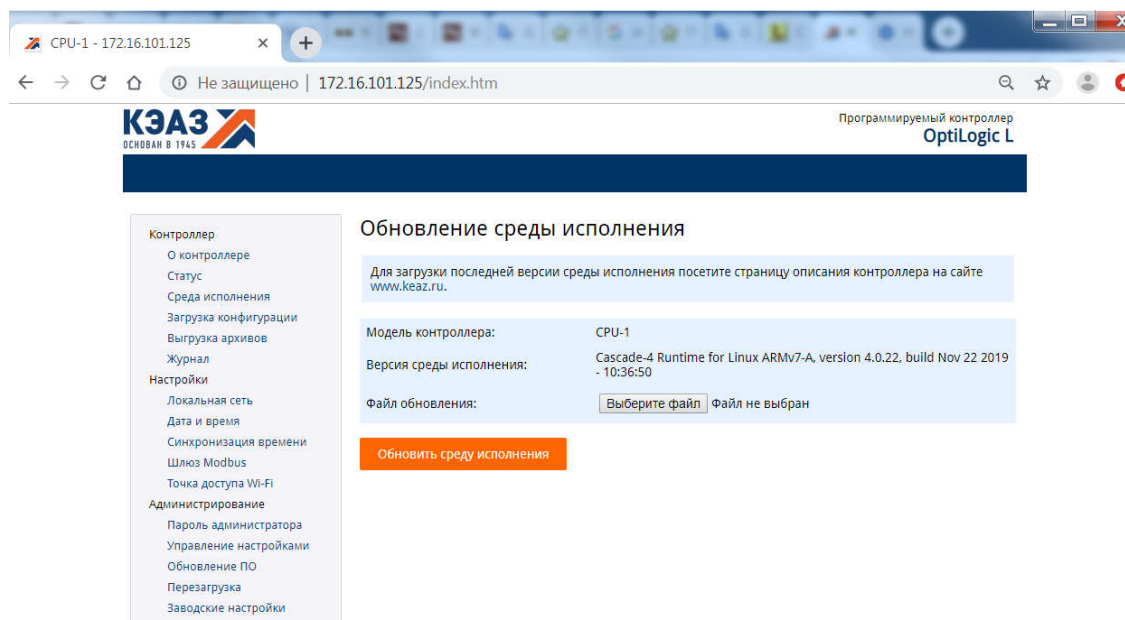 CPU-1 - 172.16.101.125
Не защищено | 172.16.101.125/index.htm
КЭАЗ
ОСНОВАН В 1945
Программируемый контроллер
OptiLogic L
Контроллер
О контроллере
Статус
Среда исполнения
Загрузка конфигурации
Выгрузка архивов
Журнал
Настройки
Локальная сеть
Дата и время
Синхронизация времени
Шлюз Modbus
Точка доступа Wi-Fi
Администрирование
Пароль администратора
Управление настройками
Обновление ПО
Перезагрузка
Заводские настройки
Обновление среды исполнения
Для загрузки последней версии среды исполнения посетите страницу описания контроллера на сайте
www.keaz.ru.
Модель контроллера: CPU-1
Версия среды исполнения: Cascade-4 Runtime for Linux ARMv7-A, version 4.0.22, build Nov 22 2019
- 10:36:50
Файл обновления: Выберите файл Файл не выбран
Обновить среду исполнения